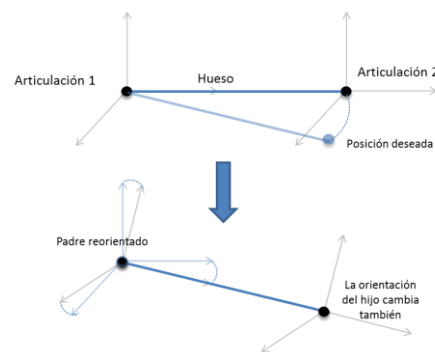 Articulación 1
Hueso
Articulación 2
Posición deseada
Padre reorientado
La orientación
del hijo cambia
también